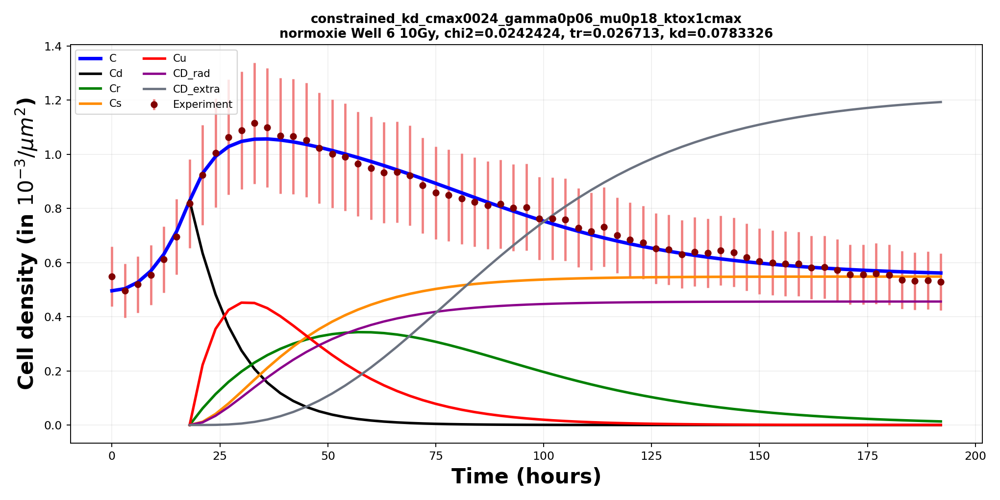 constrained_kd_cmax0024_gamma0p06_mu0p18_ktox1cmax
normoxie Well 6 10Gy, chi2=0.0242424, tr=0.026713, kd=0.0783326
C
Cd
Cr
Cs
Cu
CD_rad
CD_extra
Experiment
Cell density (in 10⁻³/μm²)
1.4
1.2
1.0
0.8
0.6
0.4
0.2
0.0
0
25
50
75
100
125
150
175
200
Time (hours)